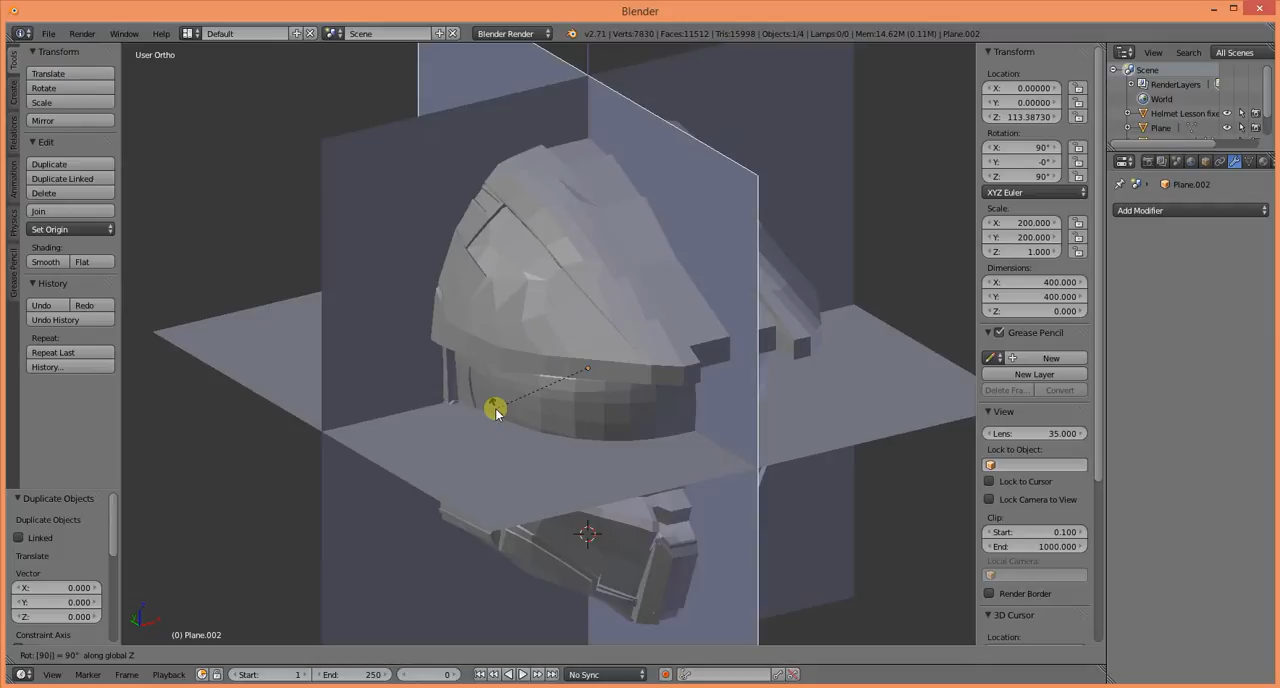 Blender
File Render Window Help Default Scene Blender Render v2.71 | Verts:7830 | Faces:11512 | Tris:15998 | Objects:1/4 | Lamps:0/0 | Mem:14.62M (0.11M) | Plane.002
Transform
Translate
Rotate
Scale
Mirror
Edit
Duplicate
Duplicate Linked
Delete
Join
Set Origin
Shading:
Smooth Flat
History
Undo Redo
Undo History
Repeat:
Repeat Last
History...
Tools
Create
Relations
Animation
Physics
Grease Pencil
Duplicate Objects
Duplicate Objects
Linked
Translate
Vector
X: 0.000
Y: 0.000
Z: 0.000
Constraint Axis
User Ortho
(0) Plane.002
Rot: [90|] = 90° along global Z
Transform
Location:
X: 0.00000
Y: 0.00000
Z: 113.38730
Rotation:
X: 90°
Y: -0°
Z: 90°
XYZ Euler
Scale:
X: 200.000
Y: 200.000
Z: 1.000
Dimensions:
X: 400.000
Y: 400.000
Z: 0.000
Grease Pencil
New
New Layer
Delete Fra... Convert
View
Lens: 35.000
Lock to Object:
Lock to Cursor
Lock Camera to View
Clip:
Start: 0.100
End: 1000.000
Local Camera:
Render Border
3D Cursor
Location:
View Search All Scenes
Scene
RenderLayers
World
Helmet Lesson fixe
Plane
Plane.002
Add Modifier
View Marker Frame Playback Start: 1 End: 250 0 No Sync